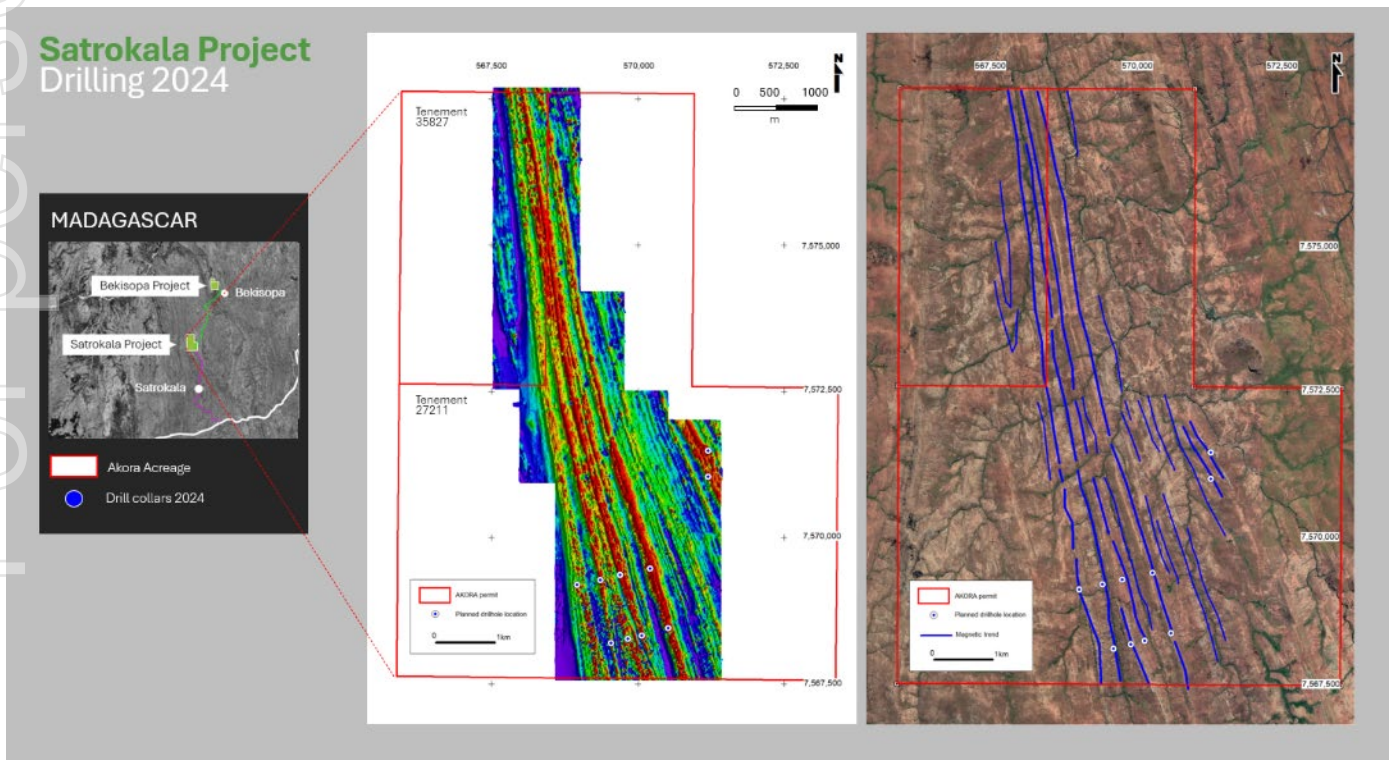 Satrokala Project
Drilling 2024
MADAGASCAR
Bekisopa Project
Bekisopa
Satrokala Project
Satrokala
Akora Acreage
Drill collars 2024
567,500
570,000
572,500
N
0 500 1000
m
Tenement
35827
7,575,000
7,572,500
Tenement
27211
7,570,000
AKORA permit
Planned drillhole location
0 1km
7,567,500
567,500
570,000
572,500
N
7,575,000
7,572,500
7,570,000
AKORA permit
Planned drillhole location
Magnetic trend
0 1km
7,567,500